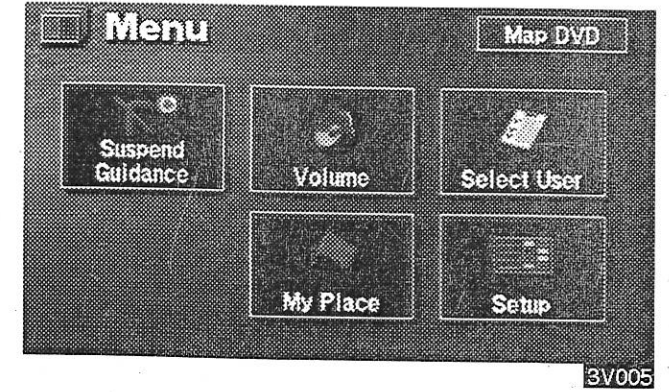 Menu
Map DVD
Suspend
Guidance
Volume
Select User
My Place
Setup
3V005